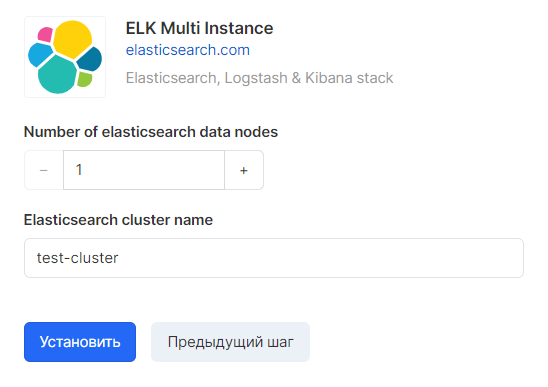 ELK Multi Instance
elasticsearch.com
Elasticsearch, Logstash & Kibana stack
Number of elasticsearch data nodes
− 1 +
Elasticsearch cluster name
test-cluster
Установить Предыдущий шаг